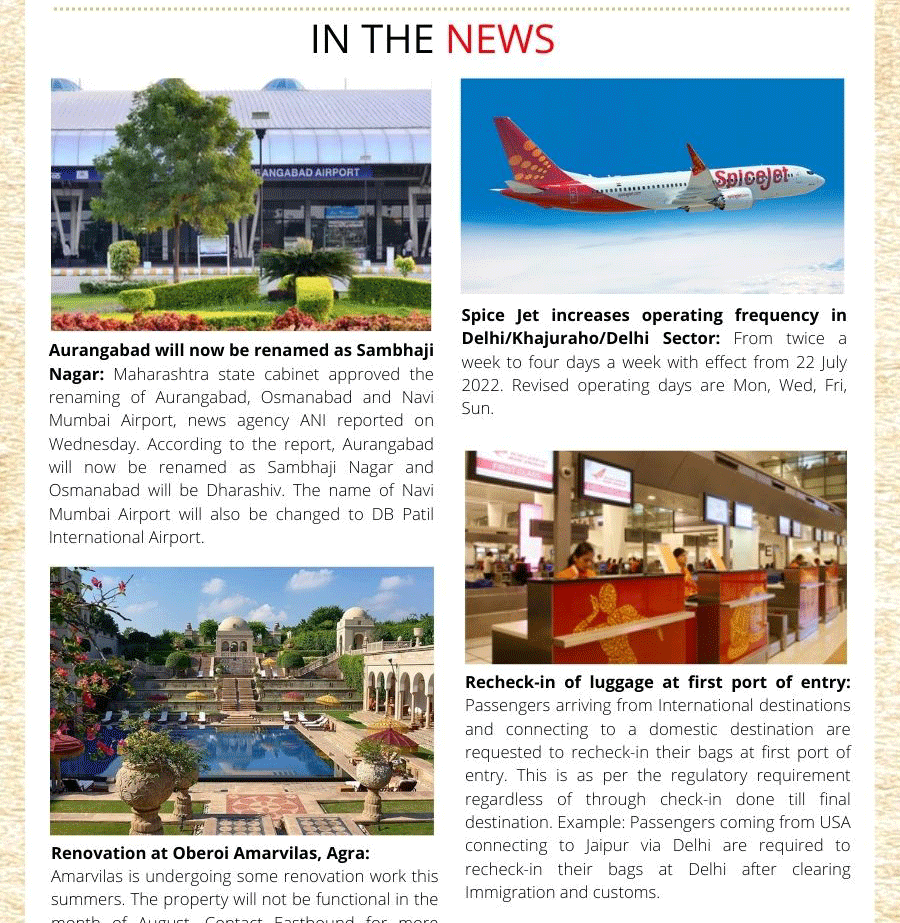 IN THE NEWS
RANGABAD AIRPORT
Aurangabad will now be renamed as Sambhaji
Nagar: Maharashtra state cabinet approved the
renaming of Aurangabad, Osmanabad and Navi
Mumbai Airport, news agency ANI reported on
Wednesday. According to the report, Aurangabad
will now be renamed as Sambhaji Nagar and
Osmanabad will be Dharashiv. The name of Navi
Mumbai Airport will also be changed to DB Patil
International Airport.
Renovation at Oberoi Amarvilas, Agra:
Amarvilas is undergoing some renovation work this
summers. The property will not be functional in the
month of August. Contact Eastbound for more
SpiceJet
Spice Jet increases operating frequency in
Delhi/Khajuraho/Delhi Sector: From twice a
week to four days a week with effect from 22 July
2022. Revised operating days are Mon, Wed, Fri,
Sun.
FIRST CLASS
Recheck-in of luggage at first port of entry:
Passengers arriving from International destinations
and connecting to a domestic destination are
requested to recheck-in their bags at first port of
entry. This is as per the regulatory requirement
regardless of through check-in done till final
destination. Example: Passengers coming from USA
connecting to Jaipur via Delhi are required to
recheck-in their bags at Delhi after clearing
Immigration and customs.